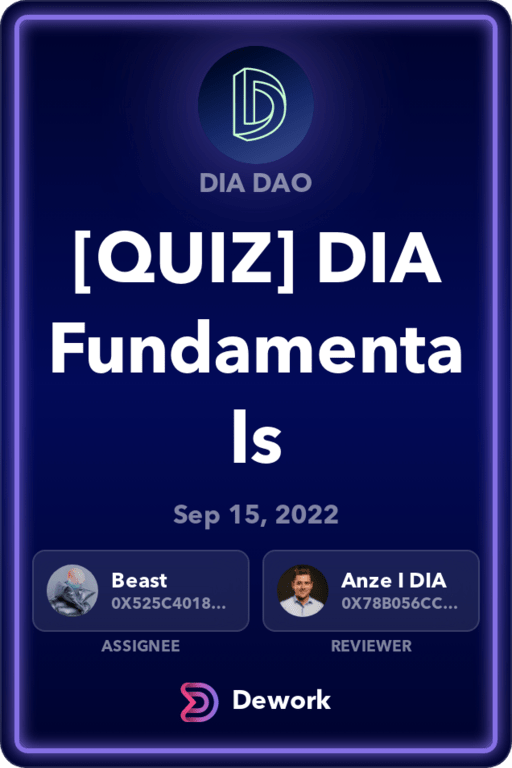 DIA DAO
[QUIZ] DIA
Fundamenta
ls
Sep 15, 2022
Beast
0X525C4018...
Anze I DIA
0X78B056CC...
ASSIGNEE
REVIEWER
Dework